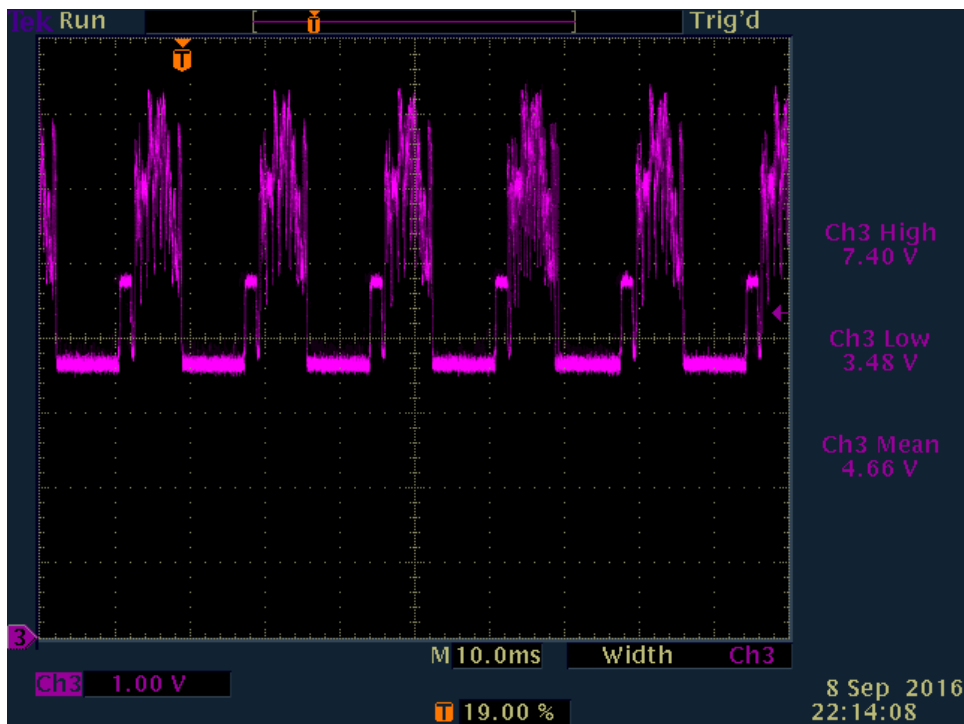 Tek Run Trig'd
T
T
Ch3 High
7.40 V
Ch3 Low
3.48 V
Ch3 Mean
4.66 V
3
M 10.0ms Width Ch3
Ch3 1.00 V
T 19.00 %
8 Sep 2016
22:14:08